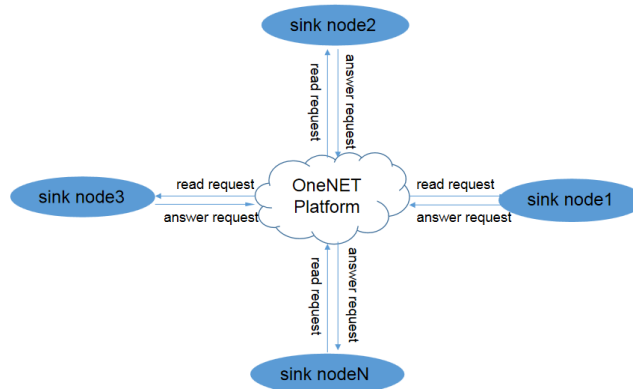 sink node2
read request
answer request
OneNET
Platform
sink node3
read request
answer request
read request
answer request
sink node1
read request
answer request
sink nodeN